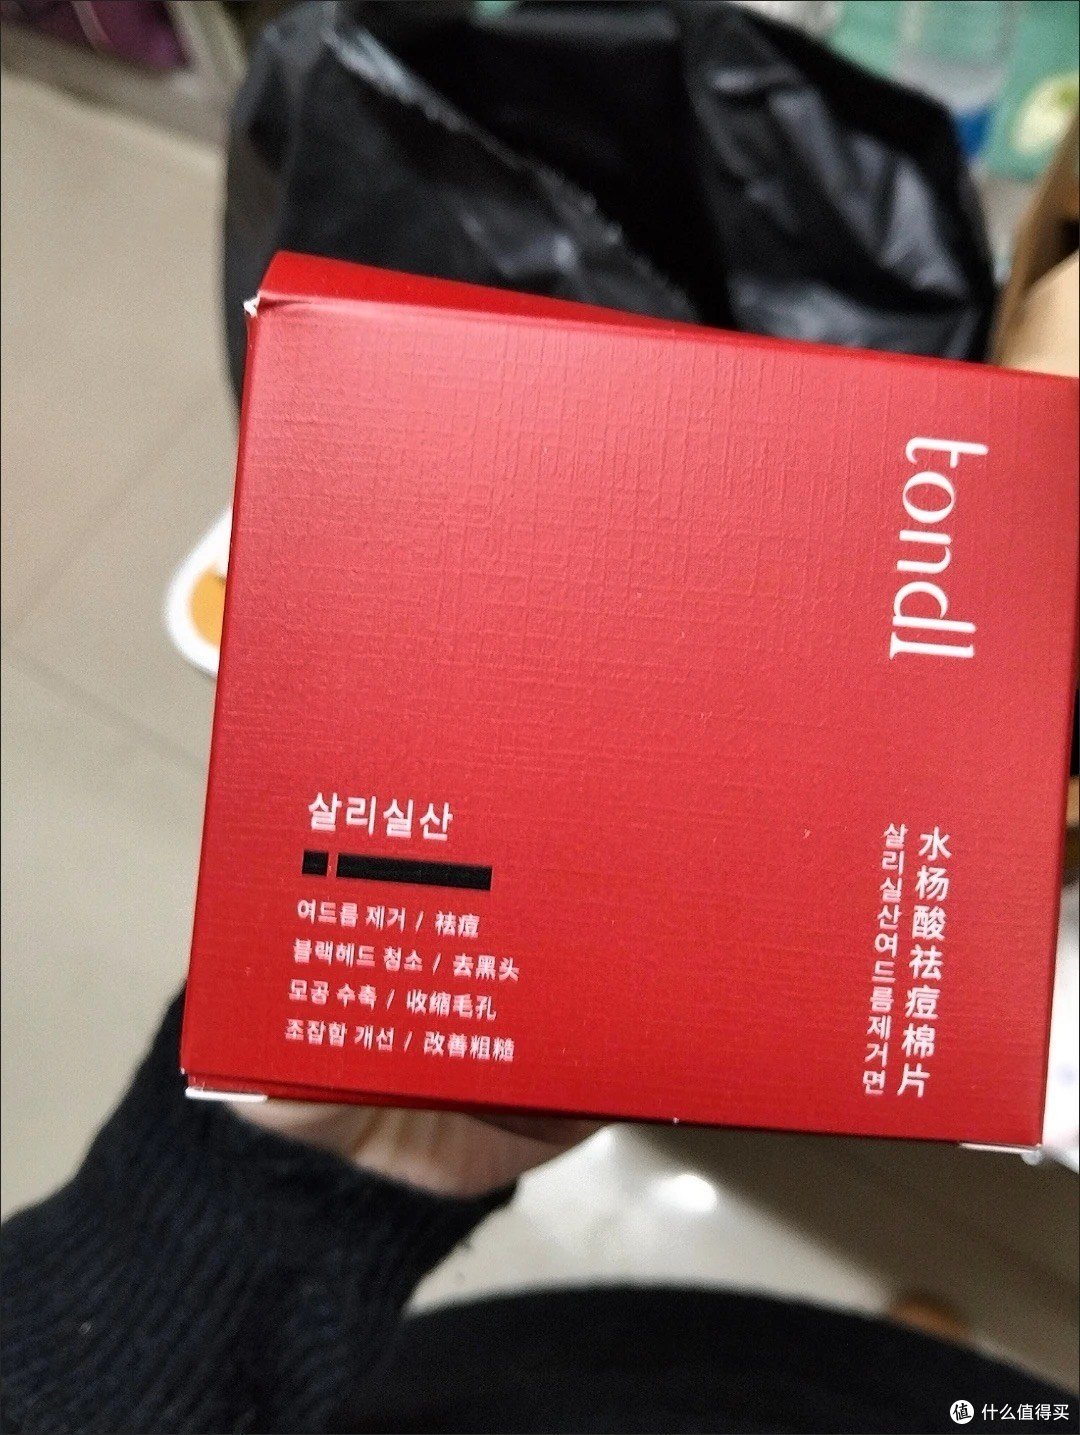 tondl
水杨酸祛痘棉片
살리실산여드름제거면
살리실산
여드름 제거 / 祛痘
블랙헤드 청소 / 去黑头
모공 수축 / 收缩毛孔
조잡함 개선 / 改善粗糙
值 什么值得买